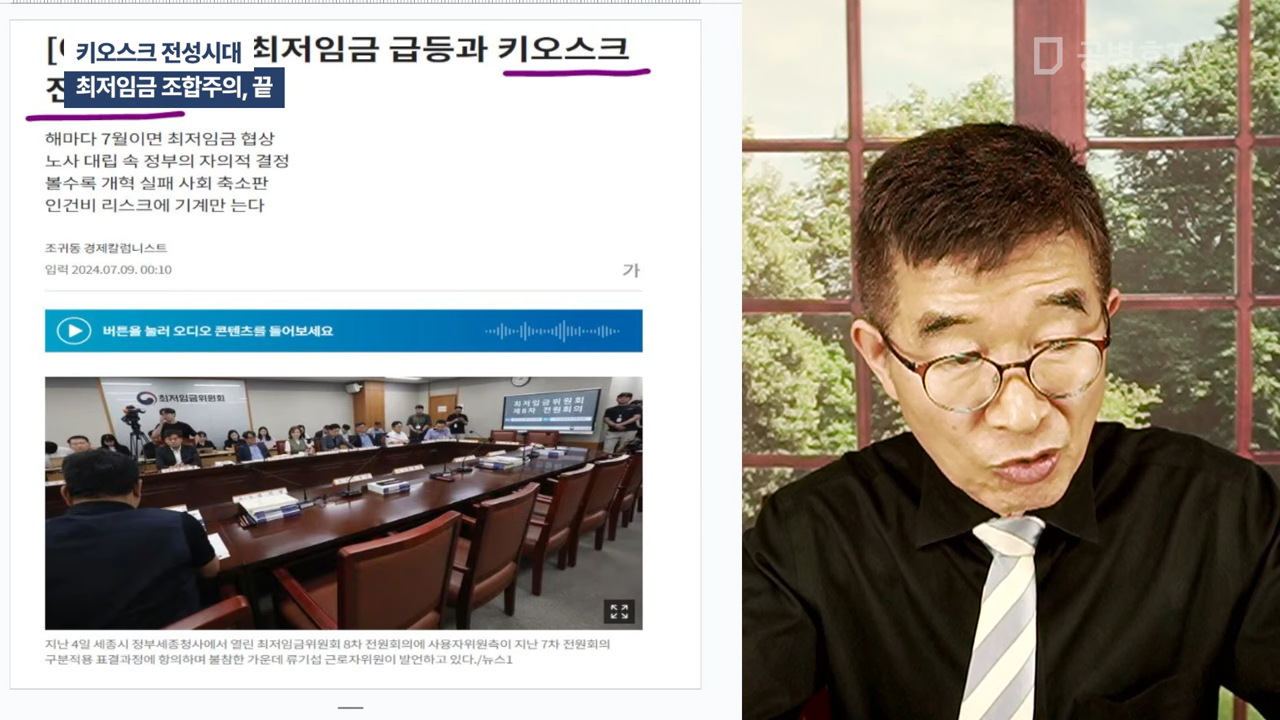 최저임금 급등과 키오스크
키오스크 전성시대
최저임금 조합주의, 끝
해마다 7월이면 최저임금 협상
노사 대립 속 정부의 자의적 결정
볼수록 개혁 실패 사회 축소판
인건비 리스크에 기계만 는다
조귀동 경제칼럼니스트
입력 2024.07.09. 00:10
가
버튼을 눌러 오디오 콘텐츠를 들어보세요
최저임금위원회
최저임금위원회
제8차 전원회의
지난 4일 세종시 정부세종청사에서 열린 최저임금위원회 8차 전원회의에 사용자위원측이 지난 7차 전원회의
구분적용 표결과정에 항의하며 불참한 가운데 류기섭 근로자위원이 발언하고 있다./뉴스1
공병호TV